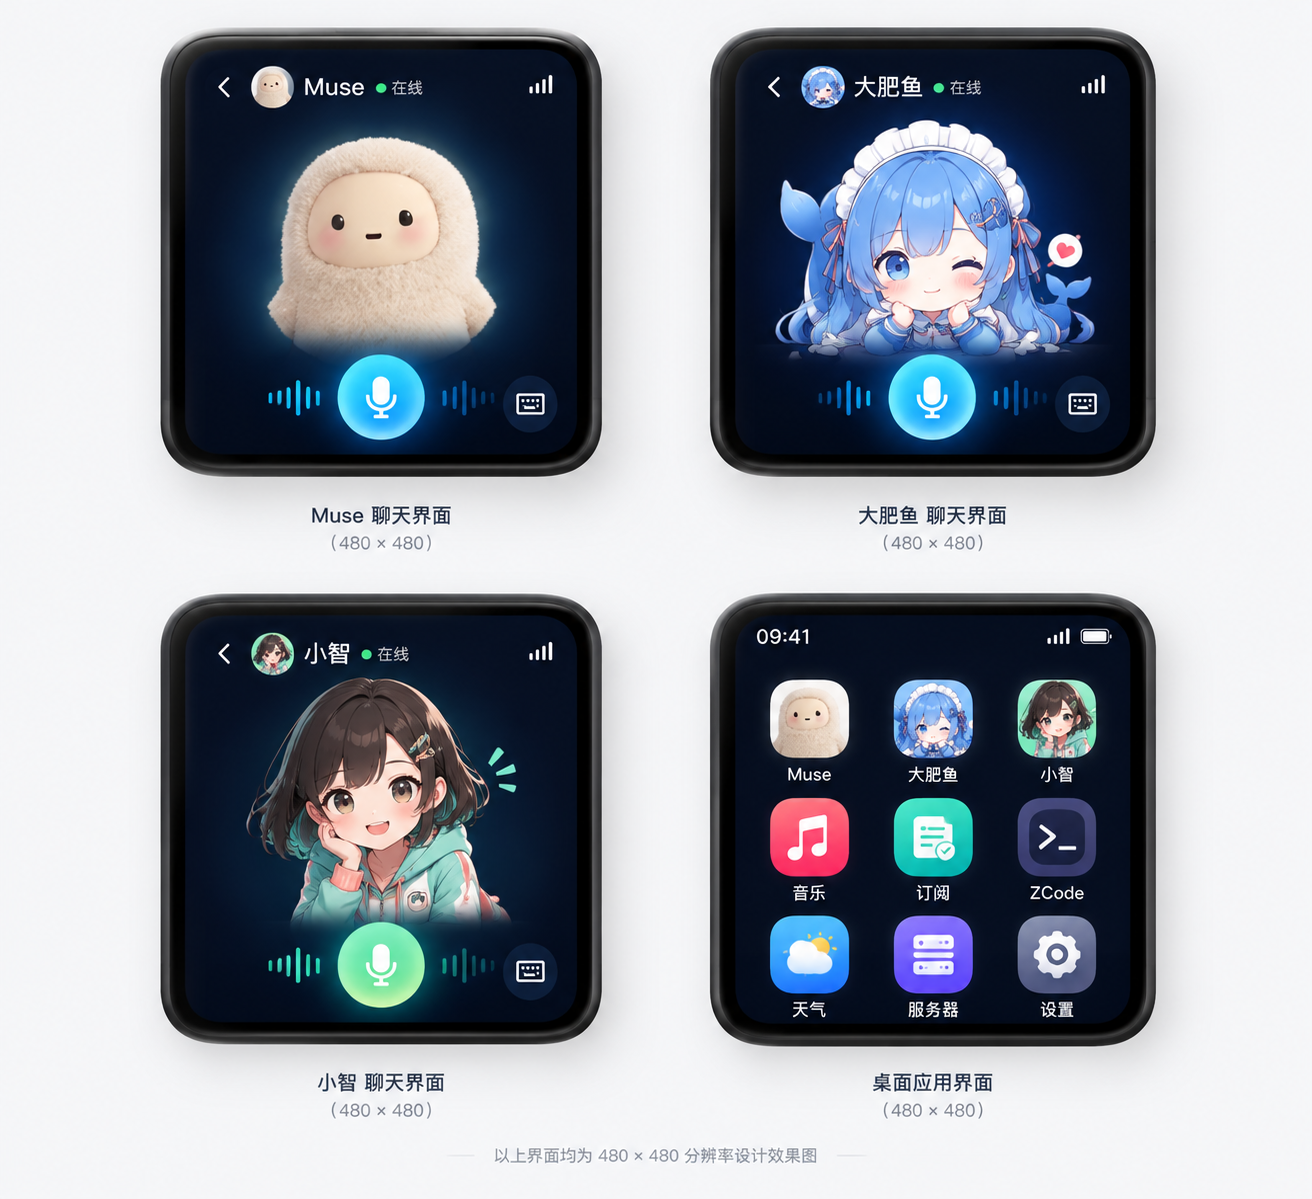 Muse 在线
大肥鱼 在线
Muse 聊天界面
（480 × 480）
大肥鱼 聊天界面
（480 × 480）
小智 在线
小智 聊天界面
（480 × 480）
09:41
Muse 大肥鱼 小智
音乐 订阅 ZCode
天气 服务器 设置
桌面应用界面
（480 × 480）
以上界面均为 480 × 480 分辨率设计效果图